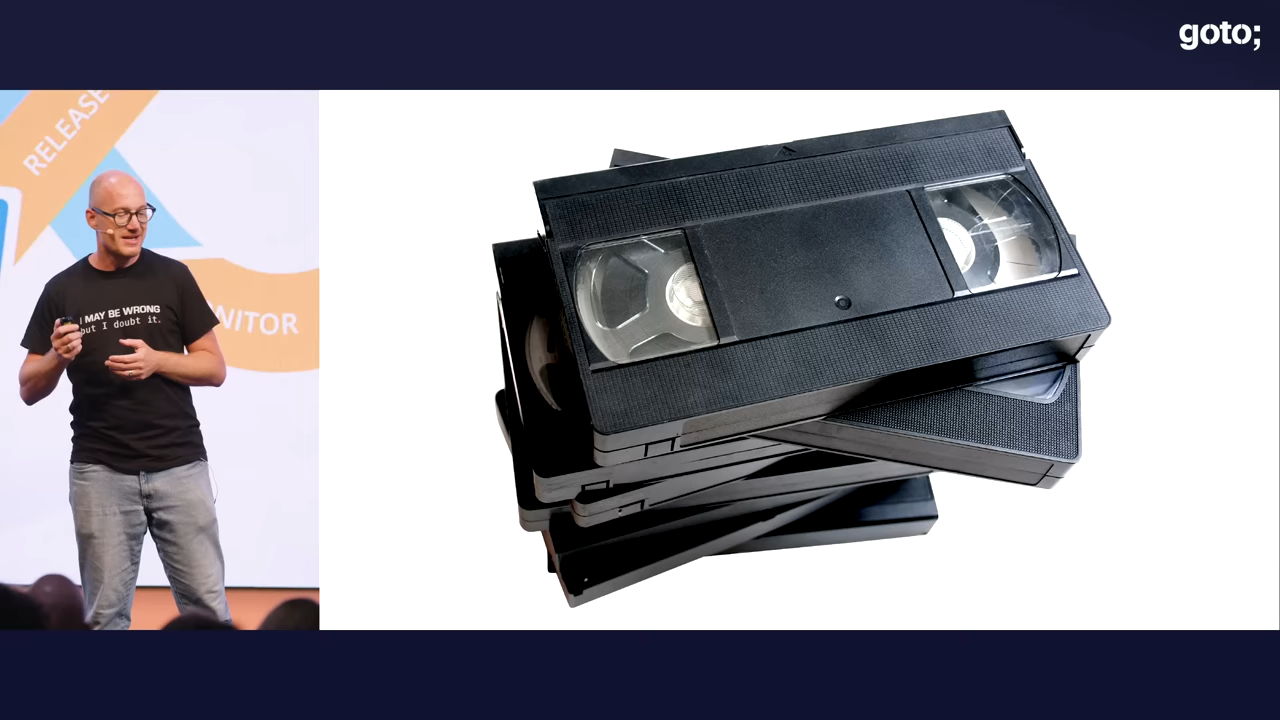 goto;
RELEASE
NITOR
I MAY BE WRONG
but I doubt it.